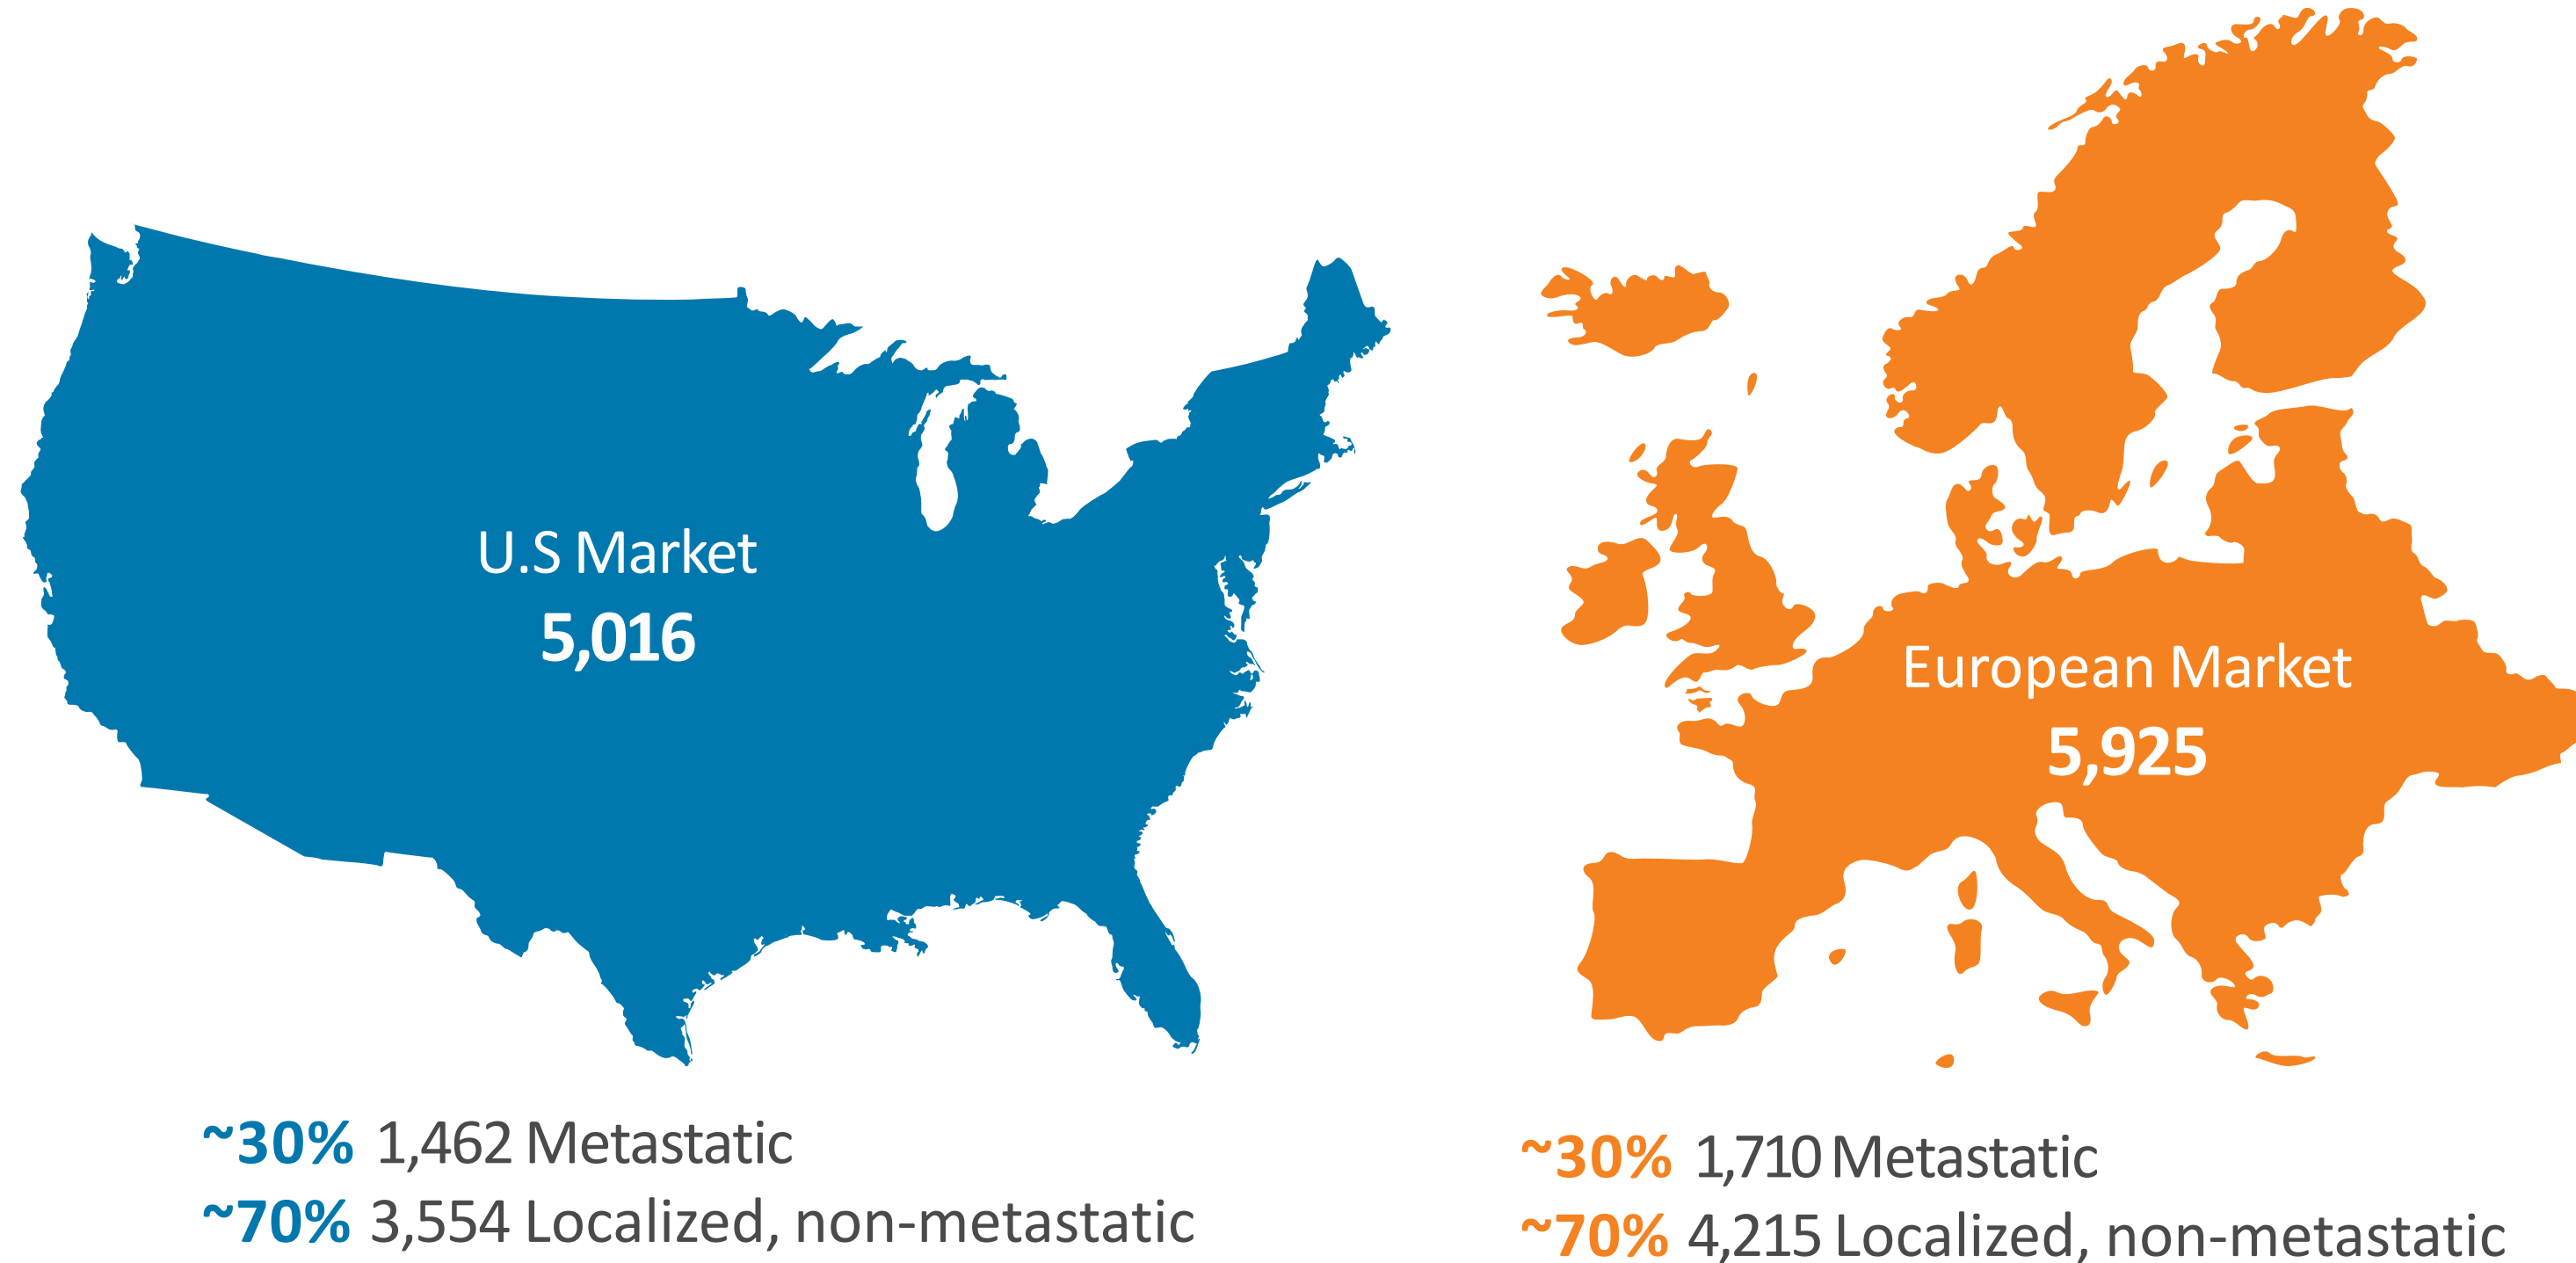 U.S Market
5,016
European Market
5,925
~30% 1,462 Metastatic
~70% 3,554 Localized, non-metastatic
~30% 1,710 Metastatic
~70% 4,215 Localized, non-metastatic